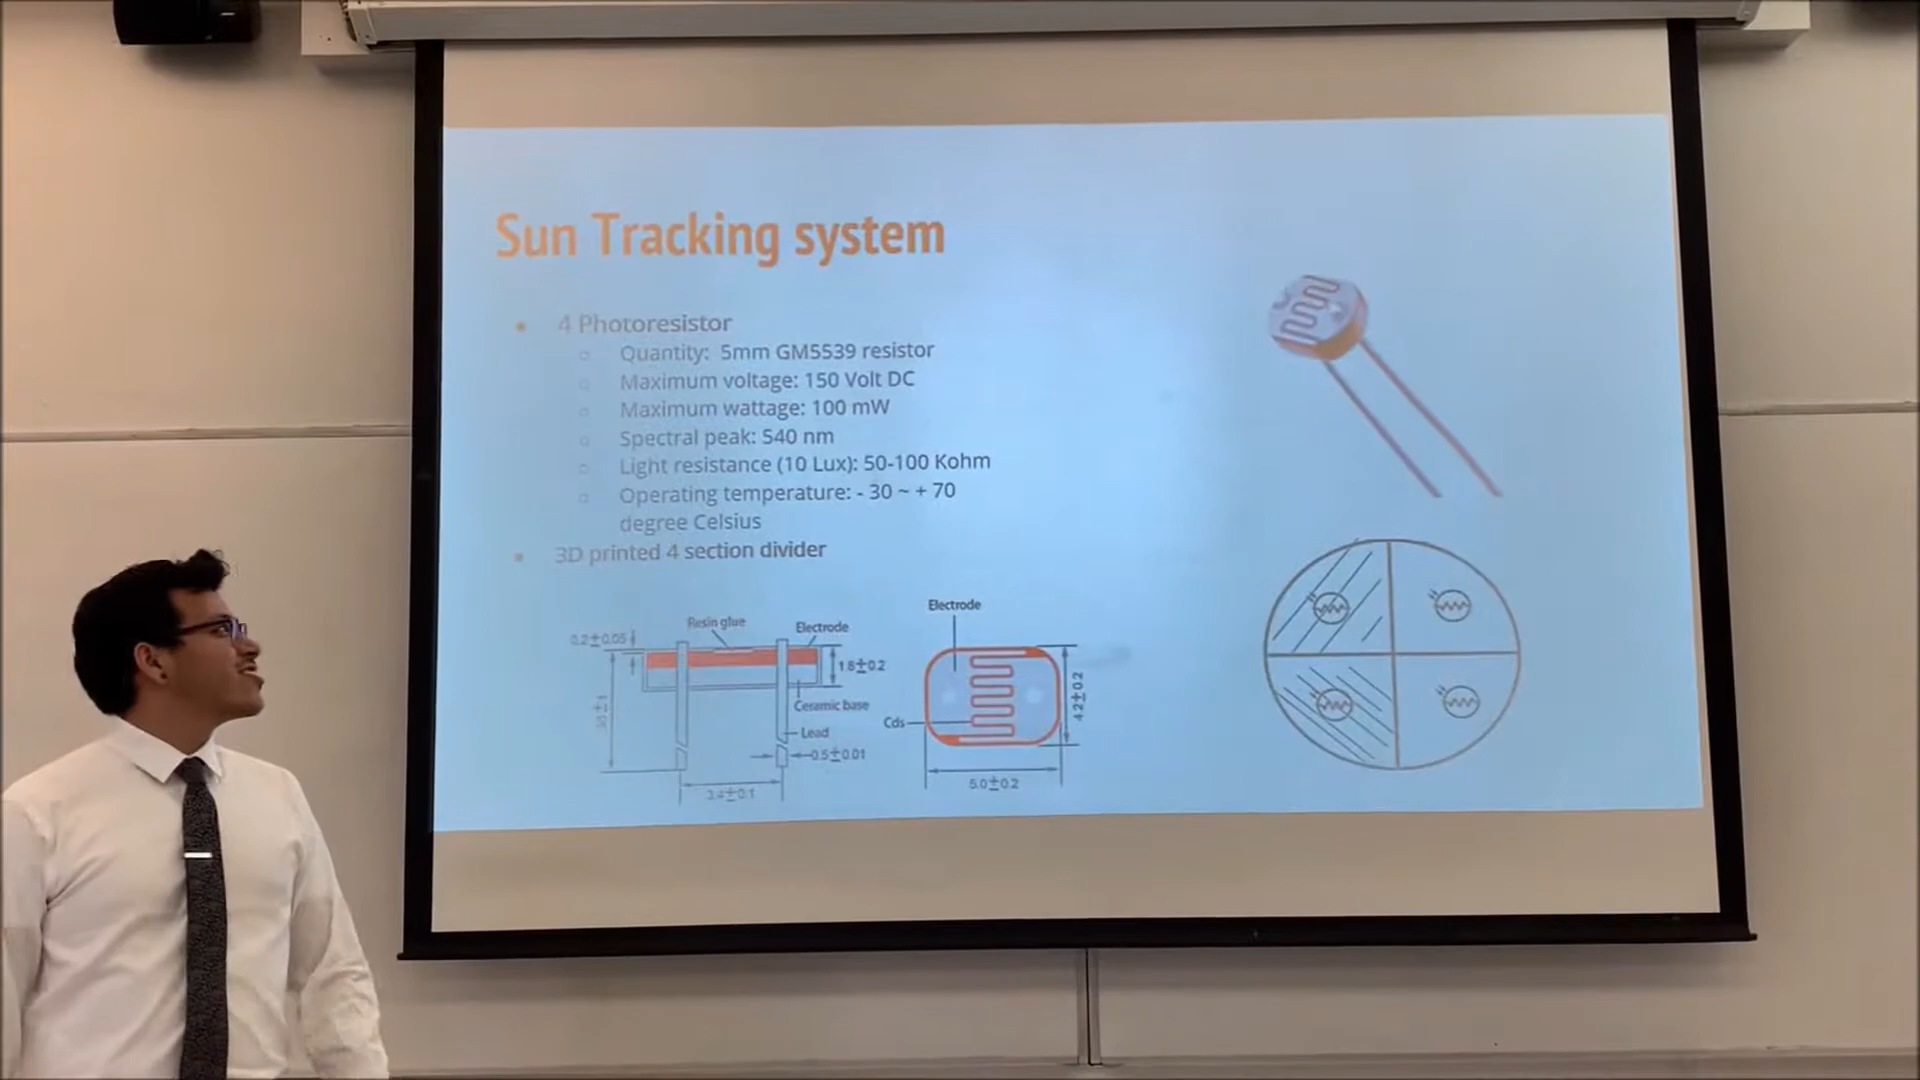 Sun Tracking system
4 Photoresistor
Quantity: 5mm GM5539 resistor
Maximum voltage: 150 Volt DC
Maximum wattage: 100 mW
Spectral peak: 540 nm
Light resistance (10 Lux): 50-100 Kohm
Operating temperature: - 30 ~ + 70
degree Celsius
3D printed 4 section divider
0.2±0.05
Resin glue
Electrode
1.8±0.2
Ceramic base
Lead
0.5±0.01
3.4±0.1
Electrode
Cds
4.2±0.2
5.0±0.2